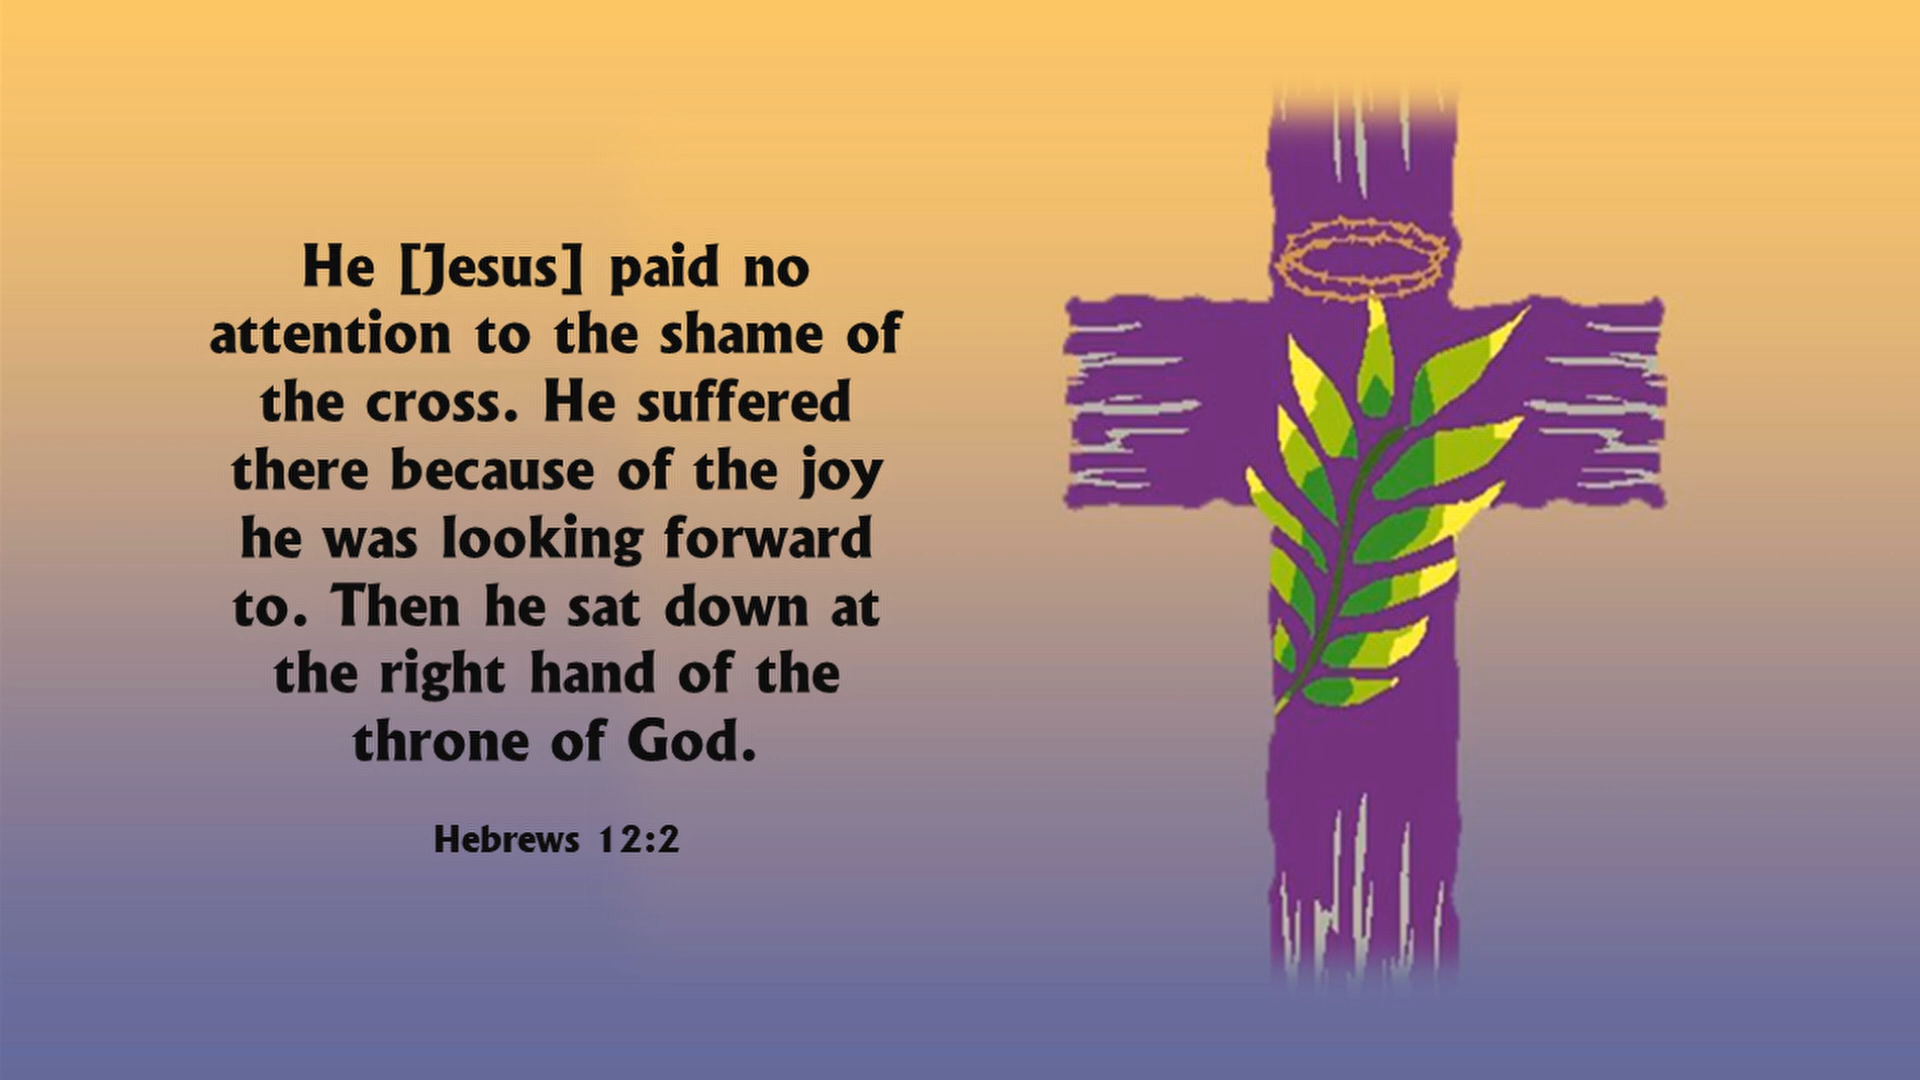 He [Jesus] paid no
attention to the shame of
the cross. He suffered
there because of the joy
he was looking forward
to. Then he sat down at
the right hand of the
throne of God.
Hebrews 12:2